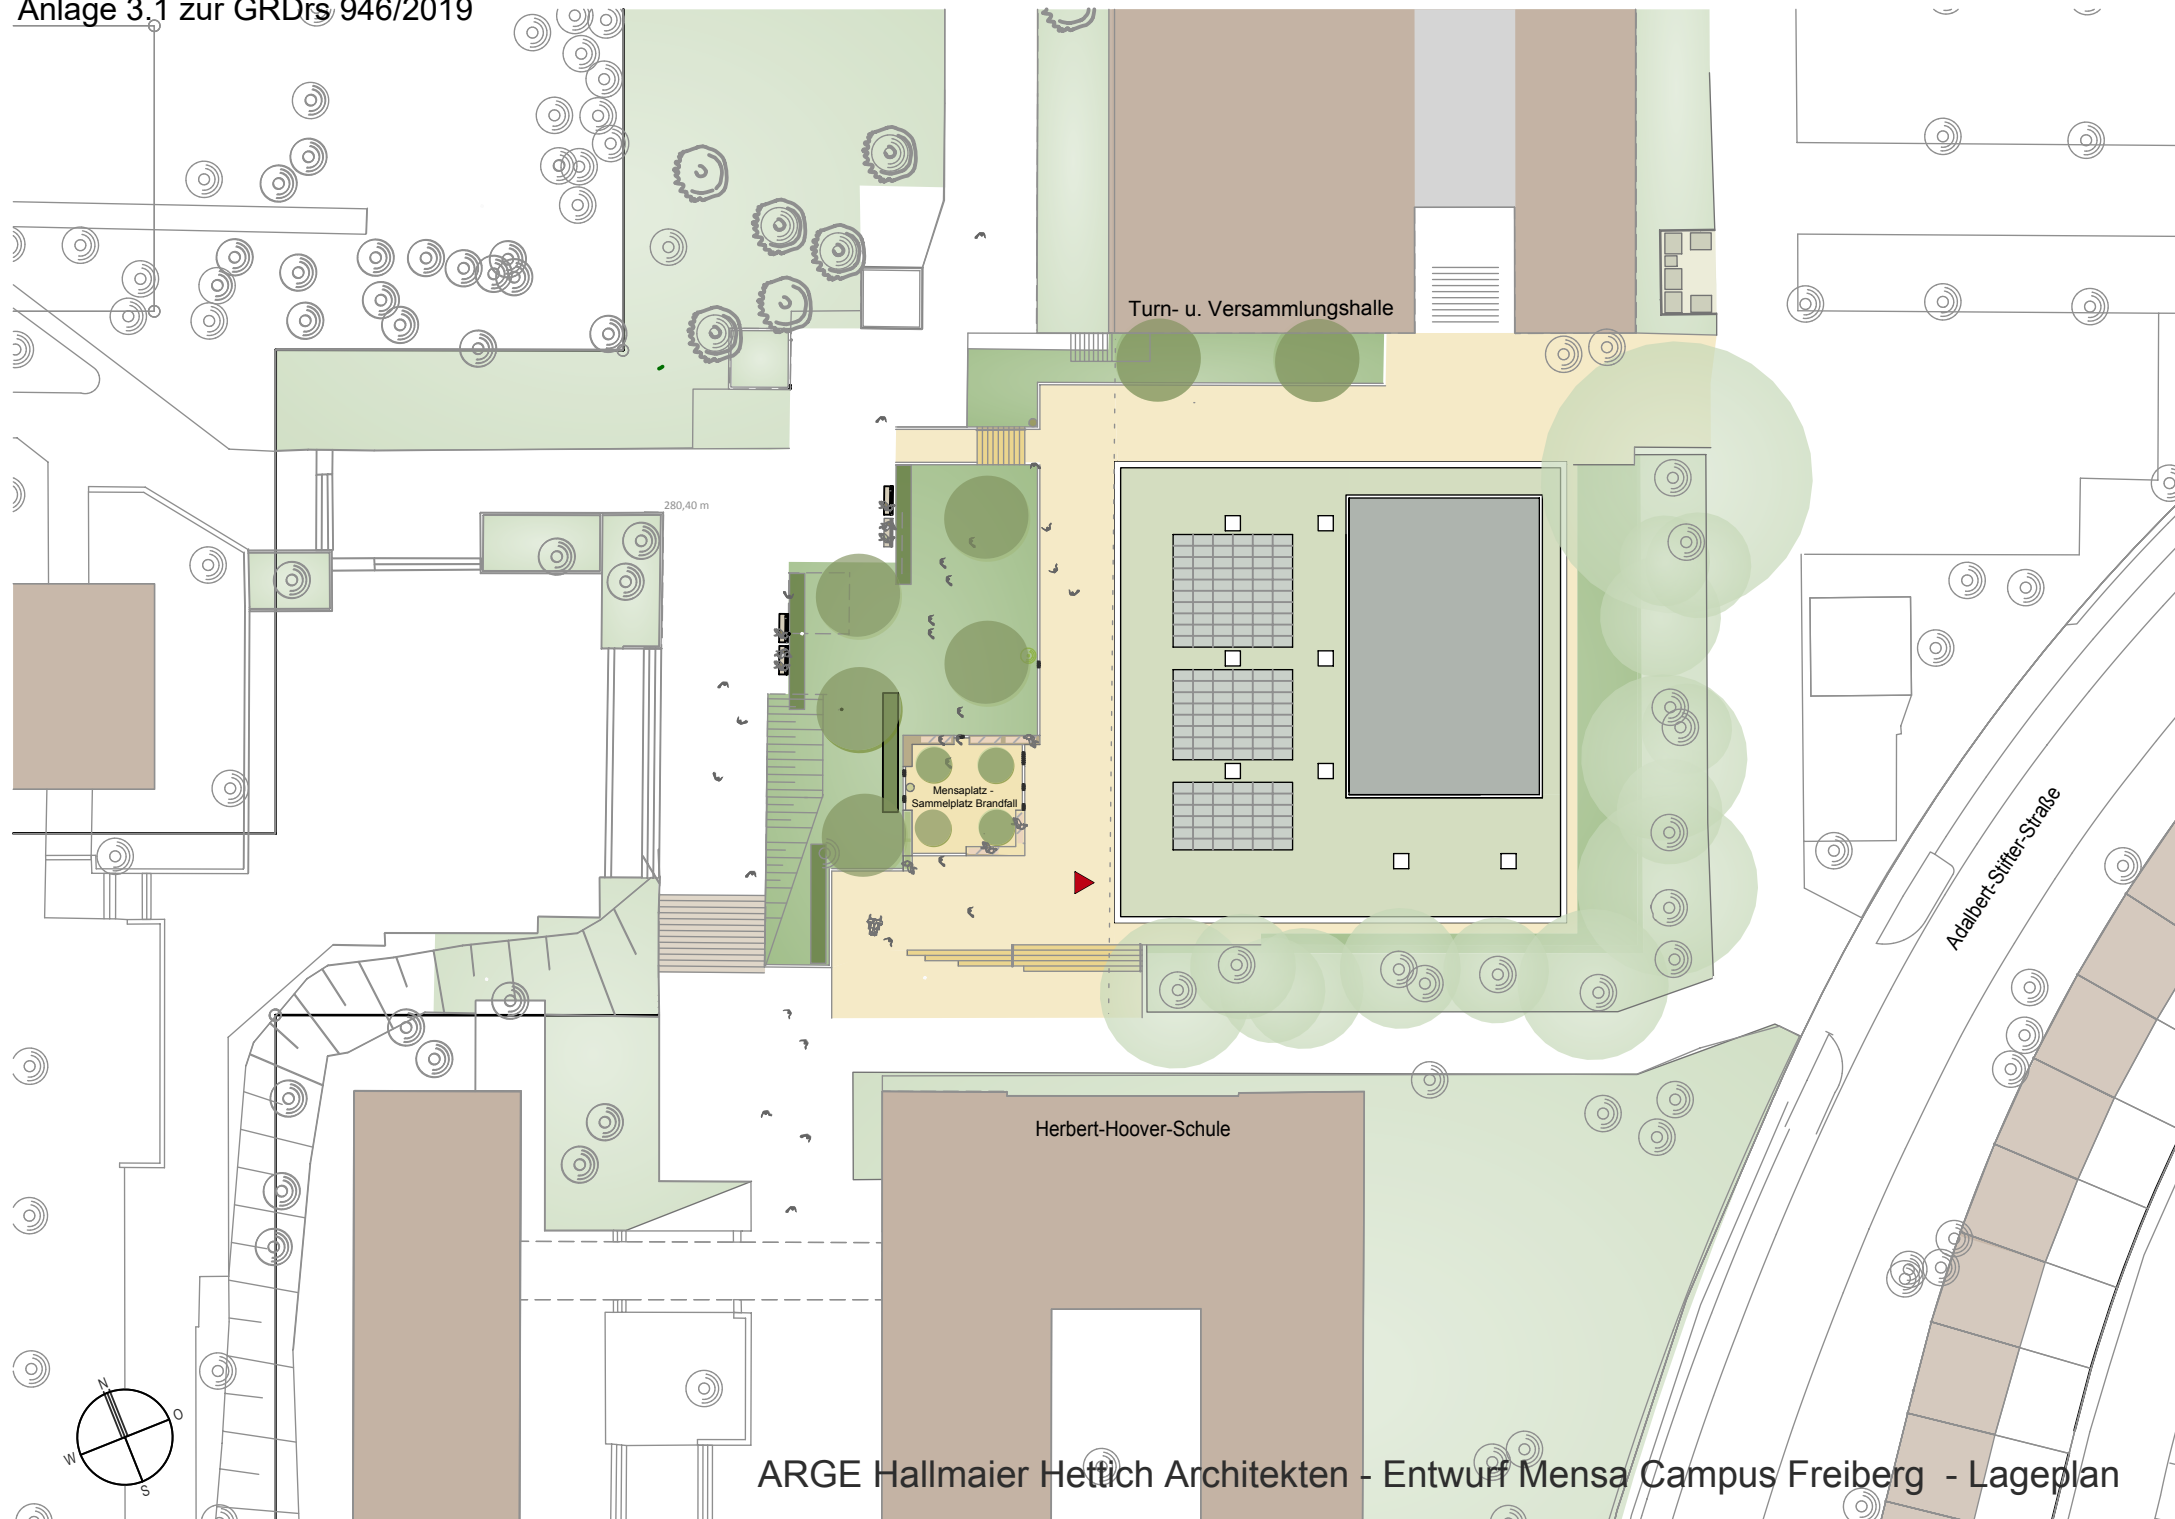 Anlage 3.1 zur GRDrs 946/2019
Turn- u. Versammlungshalle
280,40 m
Mensaplatz -
Sammelplatz Brandfall
Adalbert-Stifter-Straße
Herbert-Hoover-Schule
N
O
W
S
ARGE Hallmaier Hettich Architekten - Entwurf Mensa Campus Freiberg - Lageplan